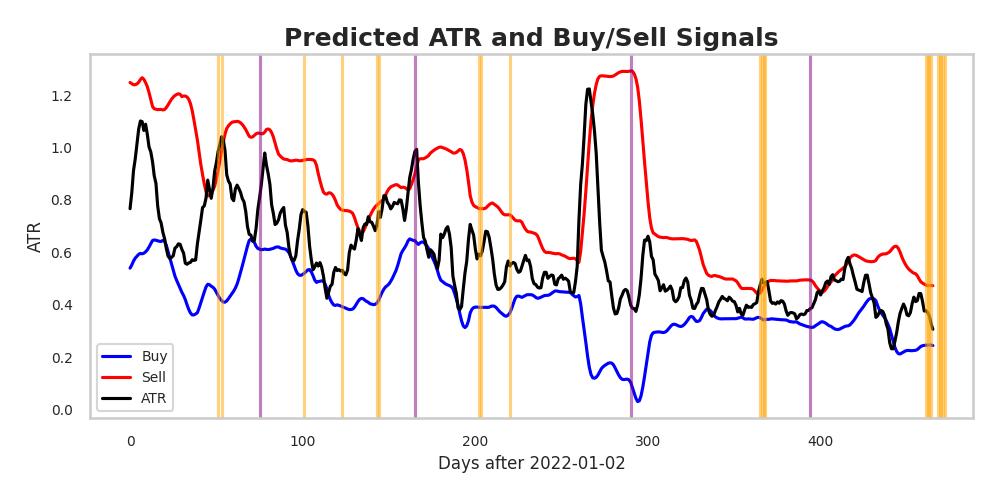 Predicted ATR and Buy/Sell Signals
ATR
1.2
1.0
0.8
0.6
0.4
0.2
0.0
Buy
Sell
ATR
0 100 200 300 400
Days after 2022-01-02